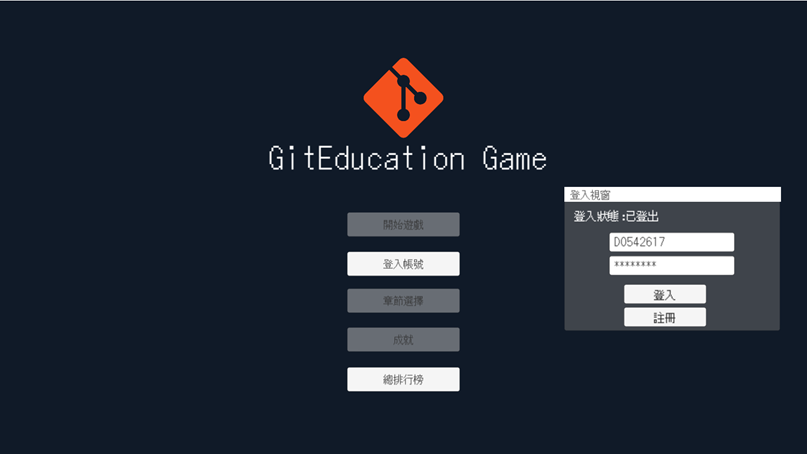 GitEducation Game
開始遊戲
登入帳號
章節選擇
成就
總排行榜
登入視窗
登入狀態 :已登出
D0542617
********
登入
註冊